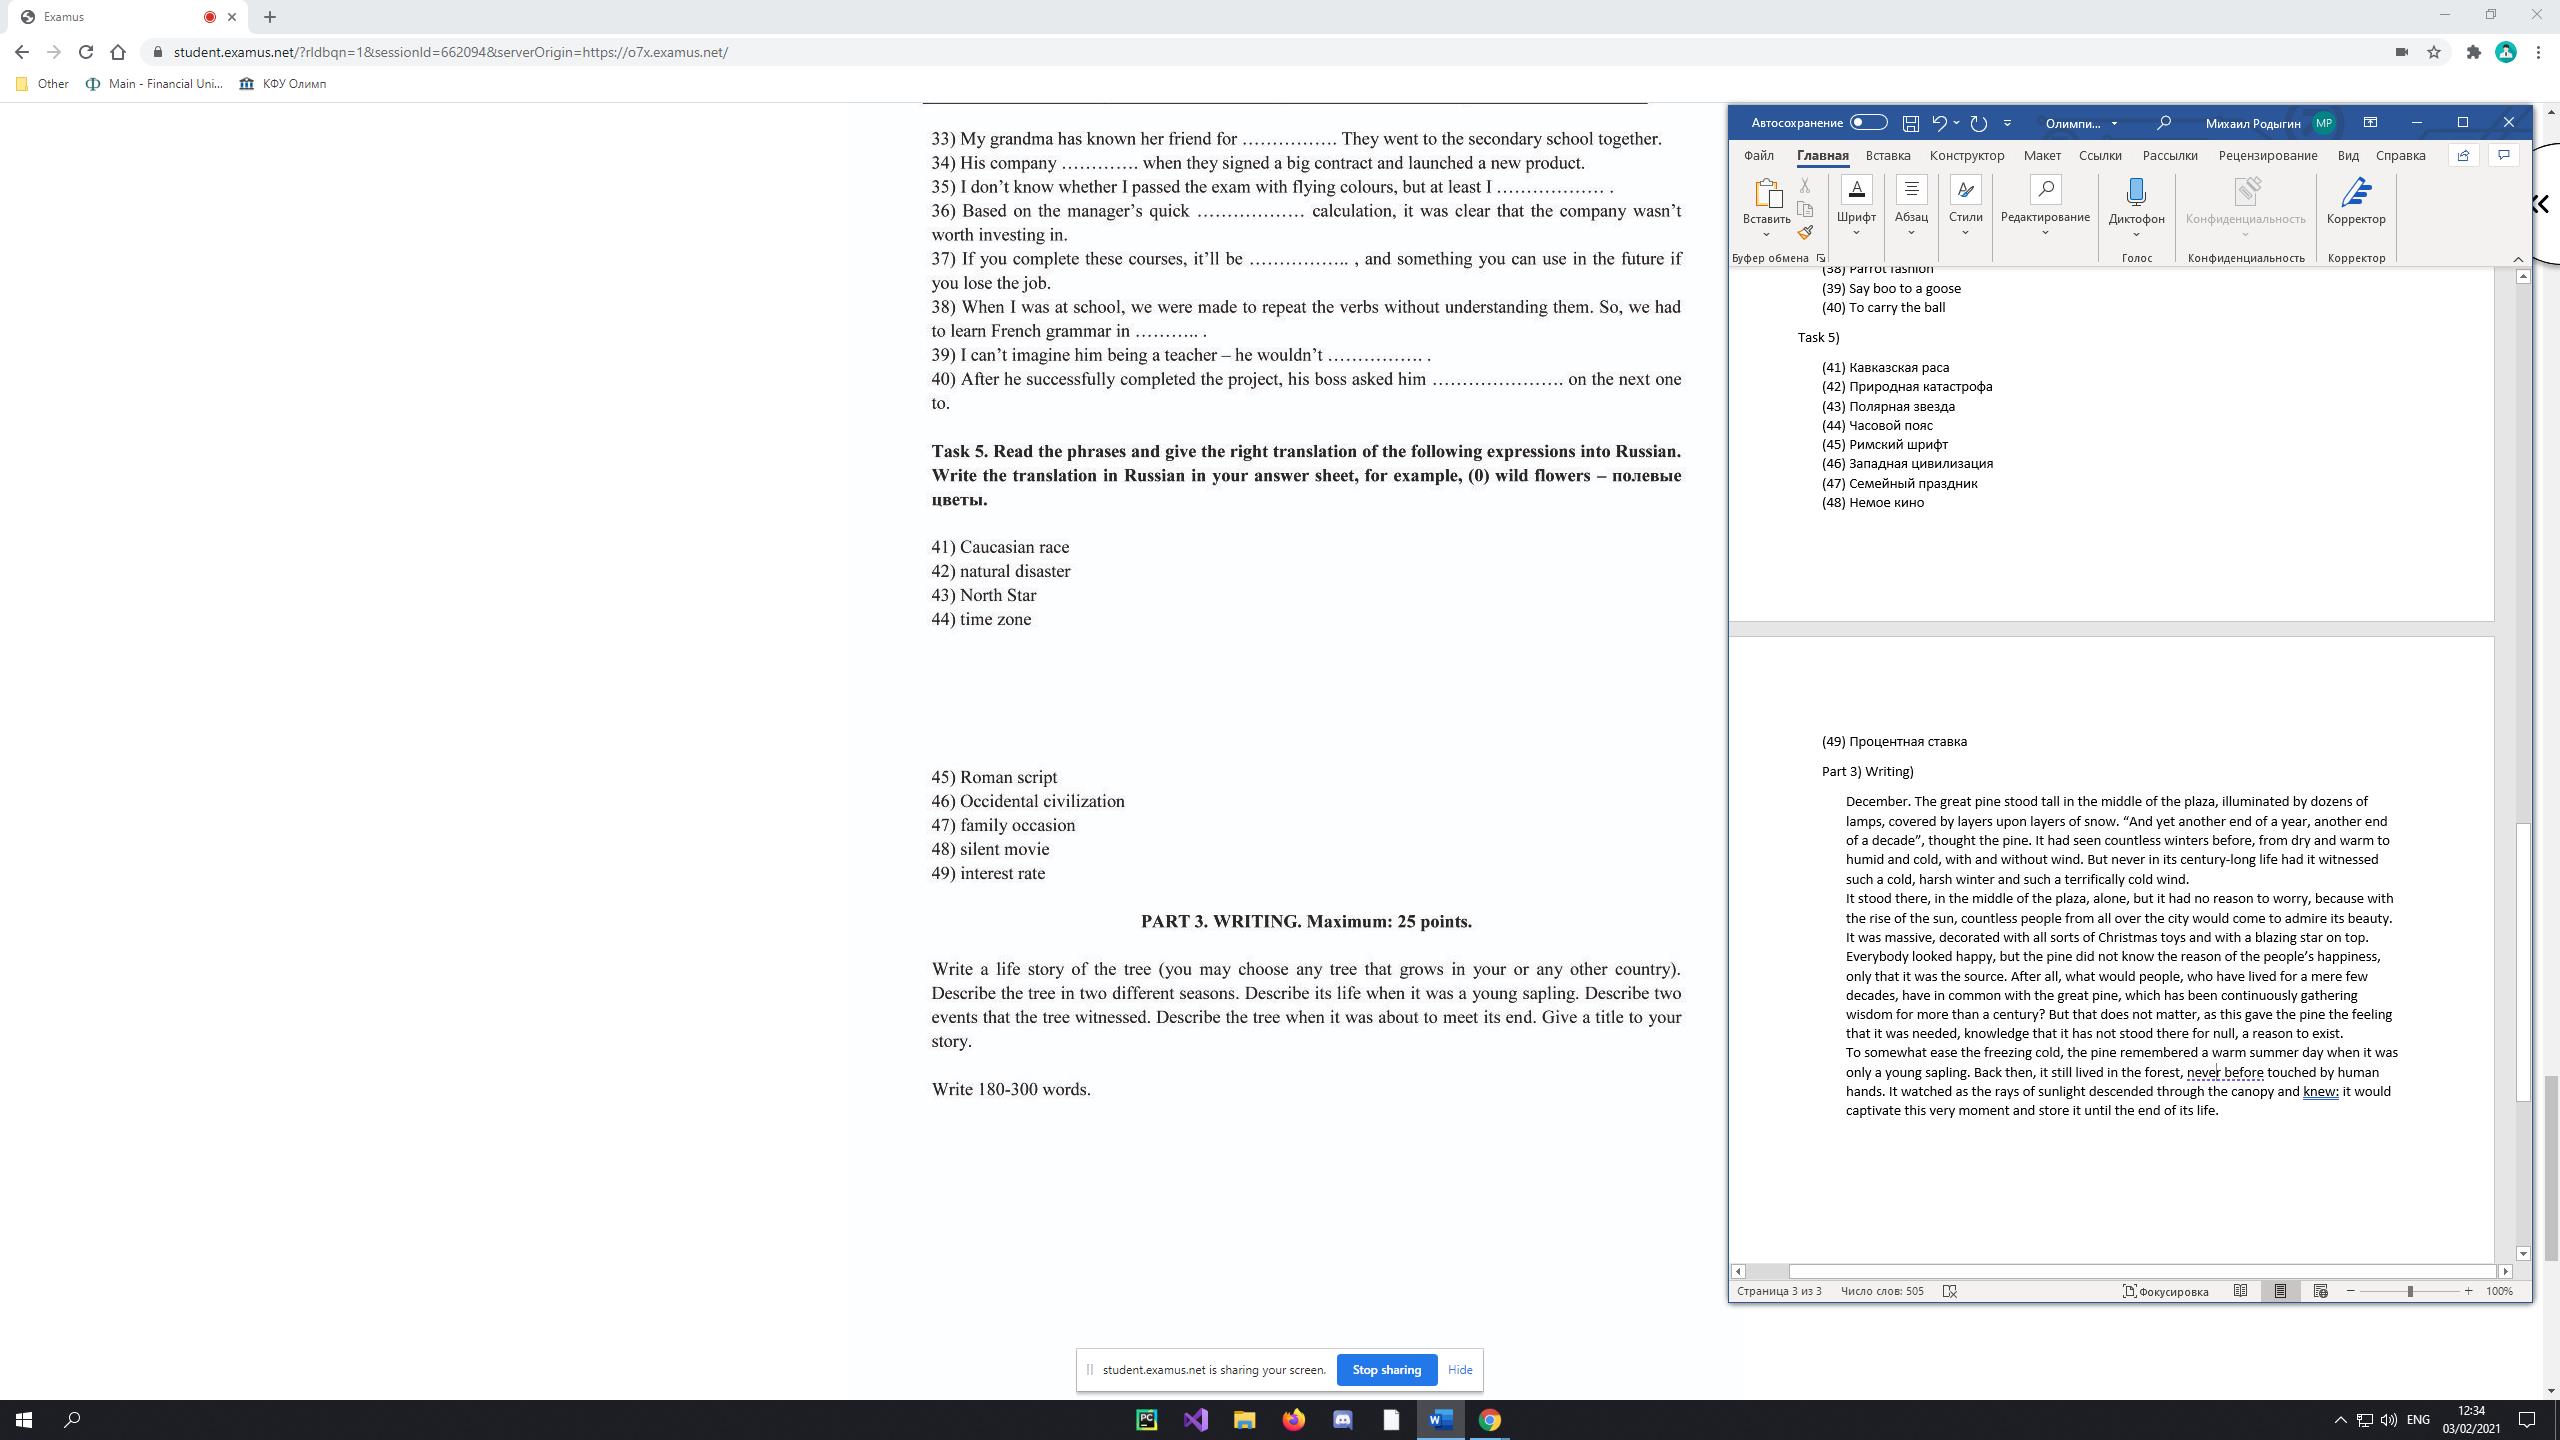 Examus
student.examus.net/?rldbqn=1&sessionId=662094&serverOrigin=https://o7x.examus.net/
Other
Main - Financial Uni...
КФУ Олимп
33) My grandma has known her friend for ……………. They went to the secondary school together.
34) His company …………. when they signed a big contract and launched a new product.
35) I don’t know whether I passed the exam with flying colours, but at least I ……………… .
36) Based on the manager’s quick ……………… calculation, it was clear that the company wasn’t
worth investing in.
37) If you complete these courses, it’ll be …………….. , and something you can use in the future if
you lose the job.
38) When I was at school, we were made to repeat the verbs without understanding them. So, we had
to learn French grammar in ……….. .
39) I can’t imagine him being a teacher – he wouldn’t ……………. .
40) After he successfully completed the project, his boss asked him …………………. on the next one
to.
Task 5. Read the phrases and give the right translation of the following expressions into Russian.
Write the translation in Russian in your answer sheet, for example, (0) wild flowers – полевые
цветы.
41) Caucasian race
42) natural disaster
43) North Star
44) time zone
45) Roman script
46) Occidental civilization
47) family occasion
48) silent movie
49) interest rate
PART 3. WRITING. Maximum: 25 points.
Write a life story of the tree (you may choose any tree that grows in your or any other country).
Describe the tree in two different seasons. Describe its life when it was a young sapling. Describe two
events that the tree witnessed. Describe the tree when it was about to meet its end. Give a title to your
story.
Write 180-300 words.
Автосохранение
Олимпи...
Михаил Родыгин
МР
Файл
Главная
Вставка
Конструктор
Макет
Ссылки
Рассылки
Рецензирование
Вид
Справка
Вставить
Шрифт
Абзац
Стили
Редактирование
Диктофон
Конфиденциальность
Корректор
Буфер обмена
Голос
Конфиденциальность
Корректор
(38) Parrot fashion
(39) Say boo to a goose
(40) To carry the ball
Task 5)
(41) Кавказская раса
(42) Природная катастрофа
(43) Полярная звезда
(44) Часовой пояс
(45) Римский шрифт
(46) Западная цивилизация
(47) Семейный праздник
(48) Немое кино
(49) Процентная ставка
Part 3) Writing)
December. The great pine stood tall in the middle of the plaza, illuminated by dozens of
lamps, covered by layers upon layers of snow. “And yet another end of a year, another end
of a decade”, thought the pine. It had seen countless winters before, from dry and warm to
humid and cold, with and without wind. But never in its century-long life had it witnessed
such a cold, harsh winter and such a terrifically cold wind.
It stood there, in the middle of the plaza, alone, but it had no reason to worry, because with
the rise of the sun, countless people from all over the city would come to admire its beauty.
It was massive, decorated with all sorts of Christmas toys and with a blazing star on top.
Everybody looked happy, but the pine did not know the reason of the people’s happiness,
only that it was the source. After all, what would people, who have lived for a mere few
decades, have in common with the great pine, which has been continuously gathering
wisdom for more than a century? But that does not matter, as this gave the pine the feeling
that it was needed, knowledge that it has not stood there for null, a reason to exist.
To somewhat ease the freezing cold, the pine remembered a warm summer day when it was
only a young sapling. Back then, it still lived in the forest, never before touched by human
hands. It watched as the rays of sunlight descended through the canopy and knew: it would
captivate this very moment and store it until the end of its life.
Страница 3 из 3
Число слов: 505
Фокусировка
100%
student.examus.net is sharing your screen.
Stop sharing
Hide
PC
W
ENG
12:34
03/02/2021